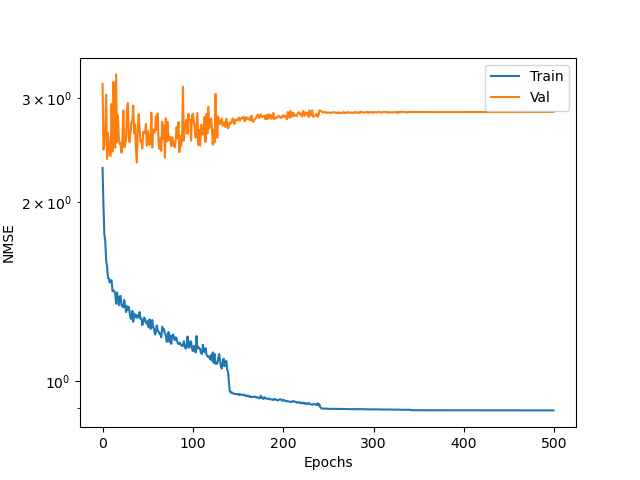 Train
Val
3 × 10⁰
2 × 10⁰
10⁰
NMSE
0 100 200 300 400 500
Epochs